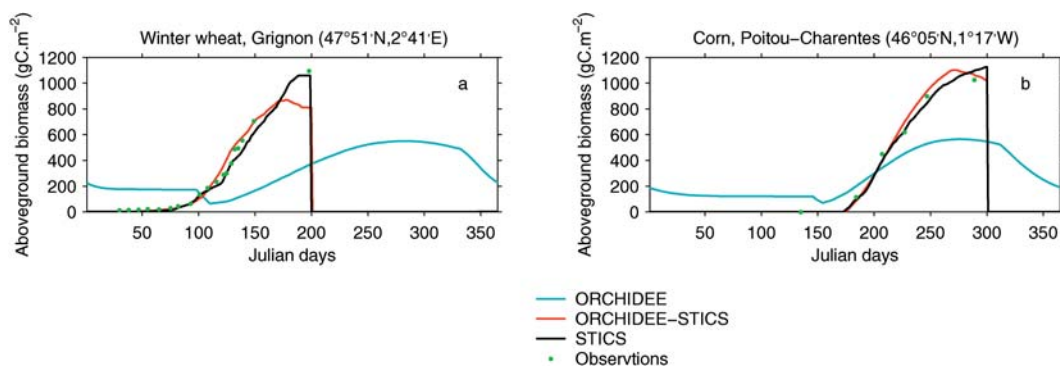 Winter wheat, Grignon (47°51'N,2°41'E)
Aboveground biomass (gC.m⁻²)
1200
1000
800
600
400
200
0
a
50 100 150 200 250 300 350
Julian days
Corn, Poitou-Charentes (46°05'N,1°17'W)
Aboveground biomass (gC.m⁻²)
1200
1000
800
600
400
200
0
b
50 100 150 200 250 300 350
Julian days
ORCHIDEE
ORCHIDEE-STICS
STICS
Observtions